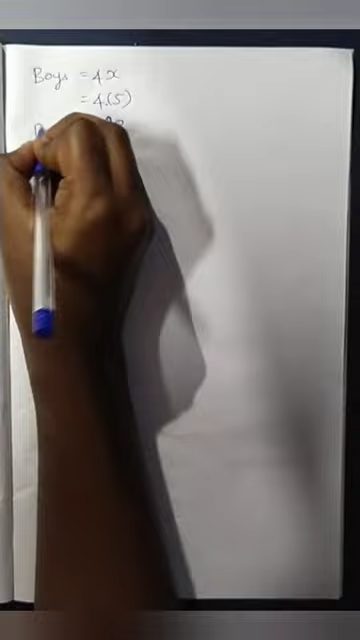 Boys = 4x
= 4(5)